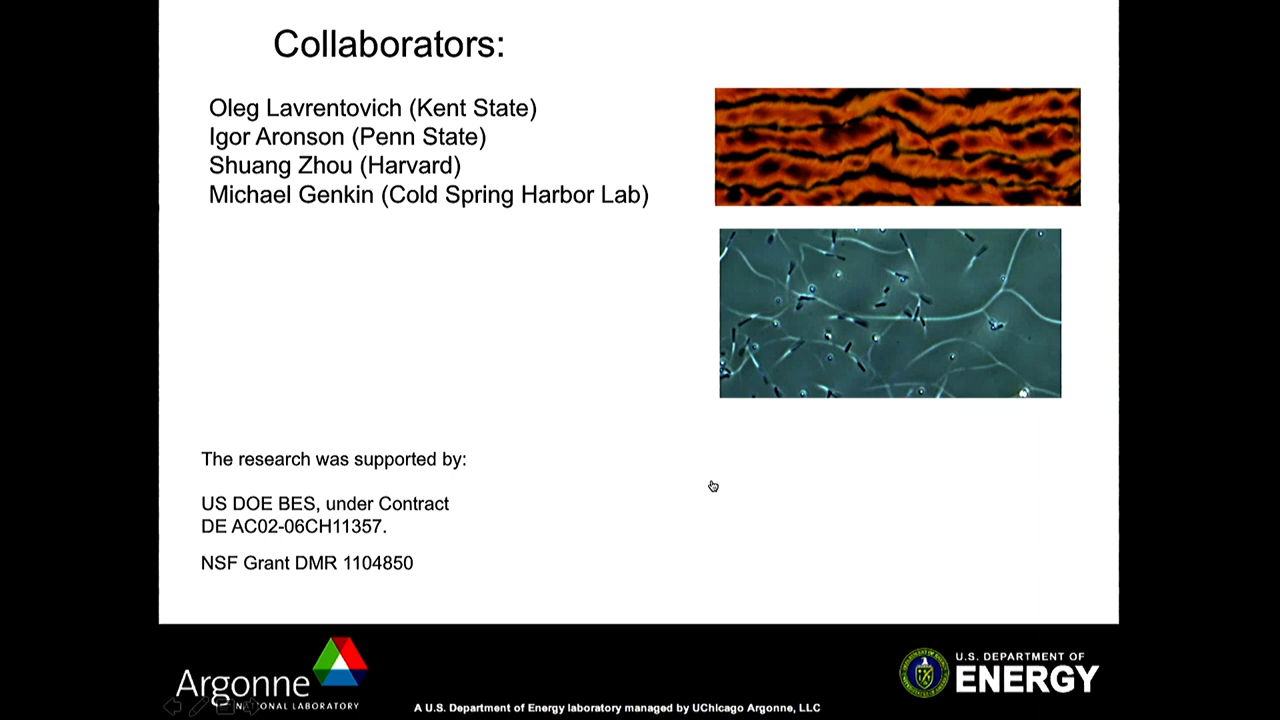 Collaborators:
Oleg Lavrentovich (Kent State)
Igor Aronson (Penn State)
Shuang Zhou (Harvard)
Michael Genkin (Cold Spring Harbor Lab)
The research was supported by:
US DOE BES, under Contract
DE AC02-06CH11357.
NSF Grant DMR 1104850
Argonne
NATIONAL LABORATORY
A U.S. Department of Energy laboratory managed by UChicago Argonne, LLC
U.S. DEPARTMENT OF
ENERGY